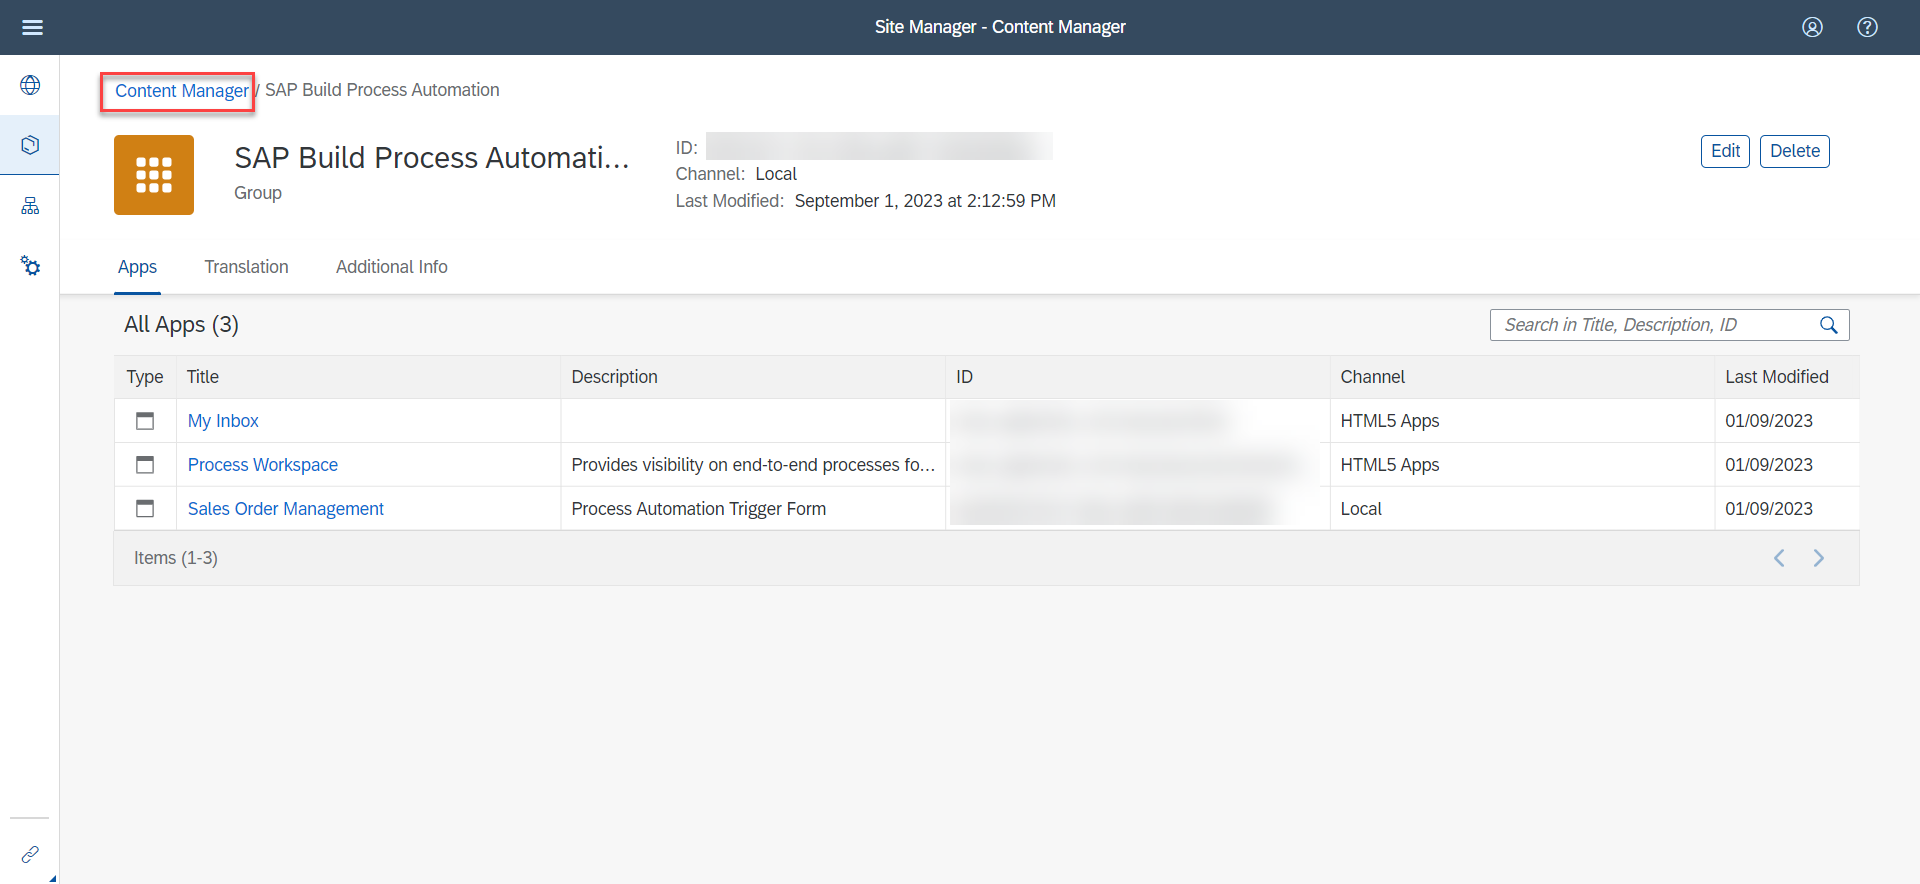 Site Manager - Content Manager
Content Manager / SAP Build Process Automation
SAP Build Process Automati...
Group
ID:
Channel: Local
Last Modified: September 1, 2023 at 2:12:59 PM
Edit
Delete
Apps
Translation
Additional Info
All Apps (3)
Search in Title, Description, ID
Type Title Description ID Channel Last Modified
My Inbox HTML5 Apps 01/09/2023
Process Workspace Provides visibility on end-to-end processes fo... HTML5 Apps 01/09/2023
Sales Order Management Process Automation Trigger Form Local 01/09/2023
Items (1-3)